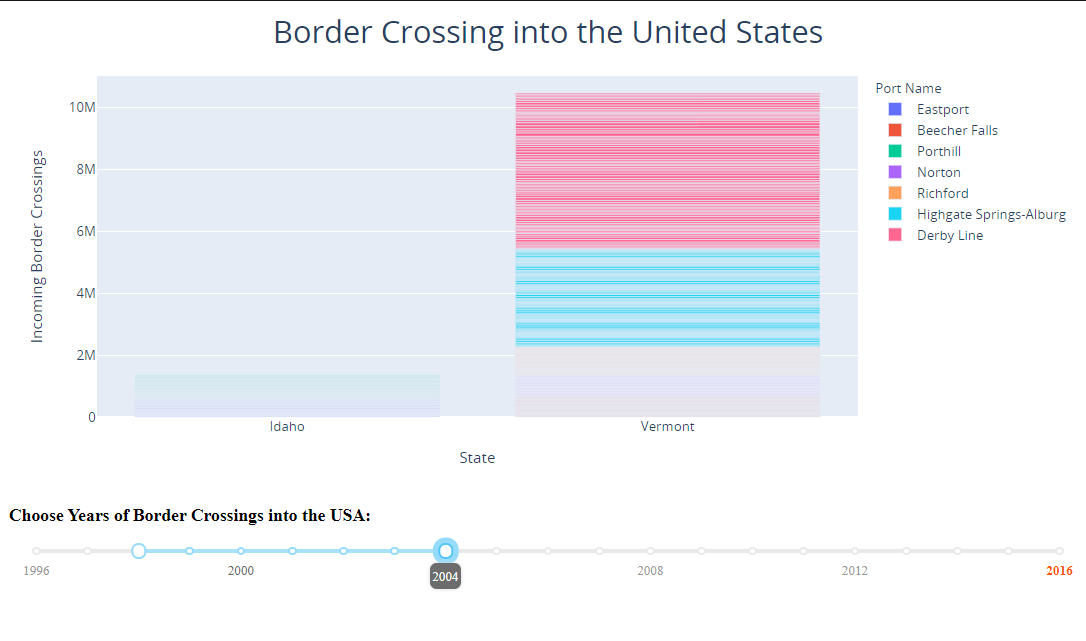 Border Crossing into the United States
Incoming Border Crossings
10M
8M
6M
4M
2M
0
Idaho
Vermont
State
Port Name
Eastport
Beecher Falls
Porthill
Norton
Richford
Highgate Springs-Alburg
Derby Line
Choose Years of Border Crossings into the USA:
1996
2000
2004
2008
2012
2016